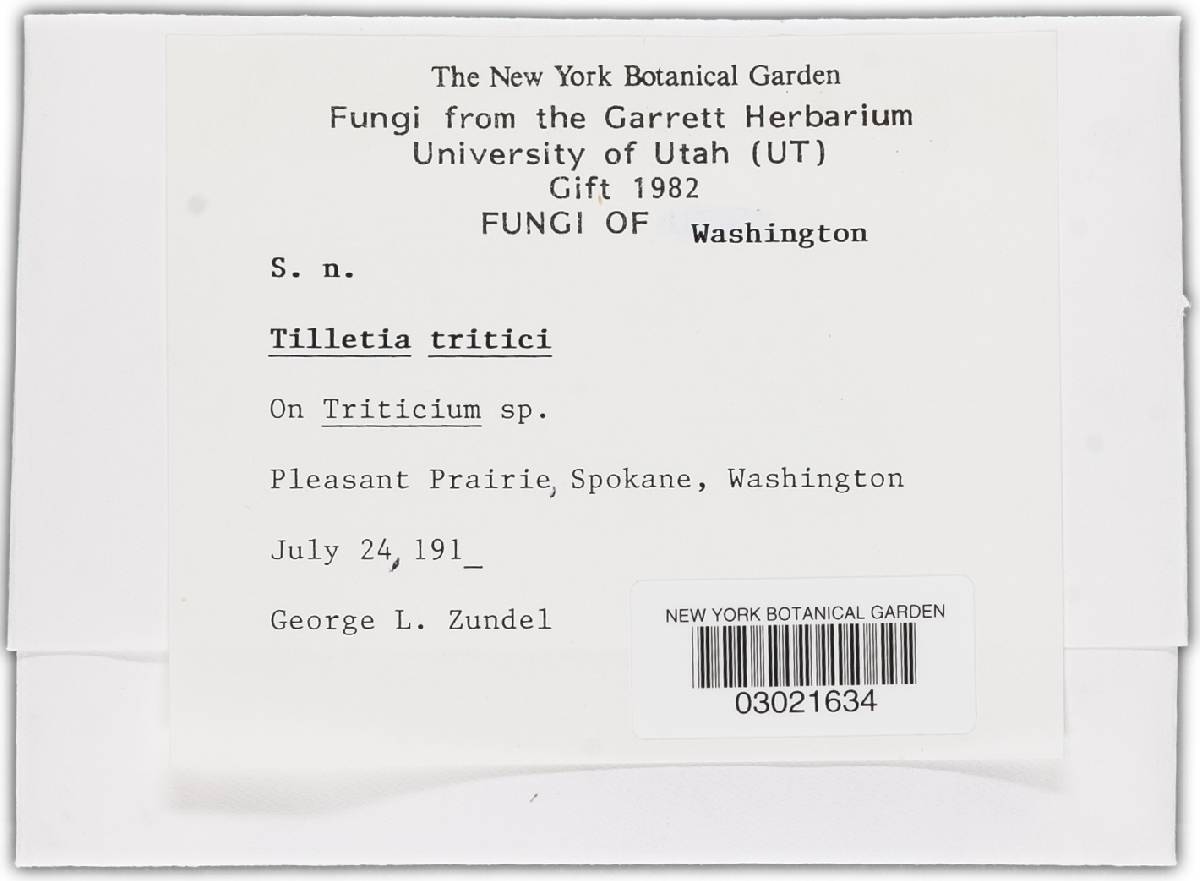 The New York Botanical Garden
Fungi from the Garrett Herbarium
University of Utah (UT)
Gift 1982
FUNGI OF Washington
S. n.
Tilletia tritici
On Triticium sp.
Pleasant Prairie, Spokane, Washington
July 24, 191_
George L. Zundel
NEW YORK BOTANICAL GARDEN
03021634